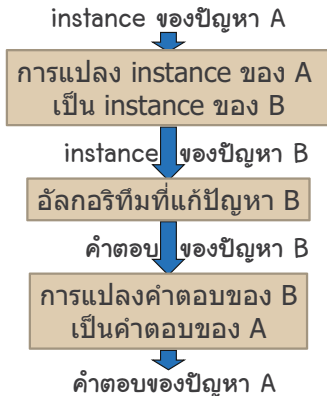 instance ของปัญหา A
การแปลง instance ของ A
เป็น instance ของ B
instance ของปัญหา B
อัลกอริทึมที่แก้ปัญหา B
คำตอบ ของปัญหา B
การแปลงคำตอบของ B
เป็นคำตอบของ A
คำตอบของปัญหา A